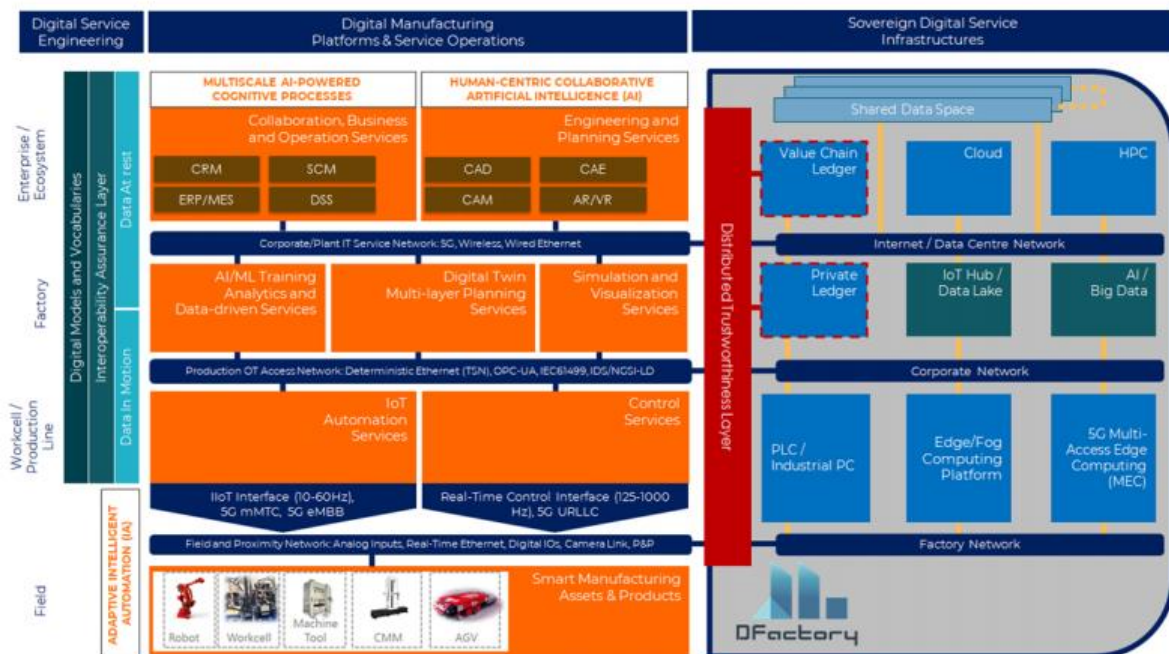 Digital Service
Engineering
Digital Manufacturing
Platforms & Service Operations
Sovereign Digital Service
Infrastructures
Enterprise /
Ecosystem
Factory
Workcell /
Production
Line
Field
Digital Models and Vocabularies
Interoperability Assurance Layer
Data At rest
Data In Motion
ADAPTIVE INTELLIGENT
AUTOMATION (IA)
MULTISCALE AI-POWERED
COGNITIVE PROCESSES
HUMAN-CENTRIC COLLABORATIVE
ARTIFICIAL INTELLIGENCE (AI)
Collaboration, Business
and Operation Services
CRM
SCM
ERP/MES
DSS
Engineering and
Planning Services
CAD
CAE
CAM
AR/VR
Corporate/Plant IT Service Network: 5G, Wireless, Wired Ethernet
AI/ML Training
Analytics and
Data-driven Services
Digital Twin
Multi-layer Planning
Services
Simulation and
Visualization
Services
Production OT Access Network: Deterministic Ethernet (TSN), OPC-UA, IEC61499, IDS/NGSI-LD
IoT
Automation
Services
Control
Services
IIoT Interface (10-60Hz),
5G mMTC, 5G eMBB
Real-Time Control Interface (125-1000
Hz), 5G URLLC
Field and Proximity Network: Analog Inputs, Real-Time Ethernet, Digital IOs, Camera Link, P&P
Robot
Workcell
Machine
Tool
CMM
AGV
Smart Manufacturing
Assets & Products
Distributed Trustworthiness Layer
Shared Data Space
Value Chain
Ledger
Cloud
HPC
Internet / Data Centre Network
Private
Ledger
IoT Hub /
Data Lake
AI /
Big Data
Corporate Network
PLC /
Industrial PC
Edge/Fog
Computing
Platform
5G Multi-
Access Edge
Computing
(MEC)
Factory Network
DFactory